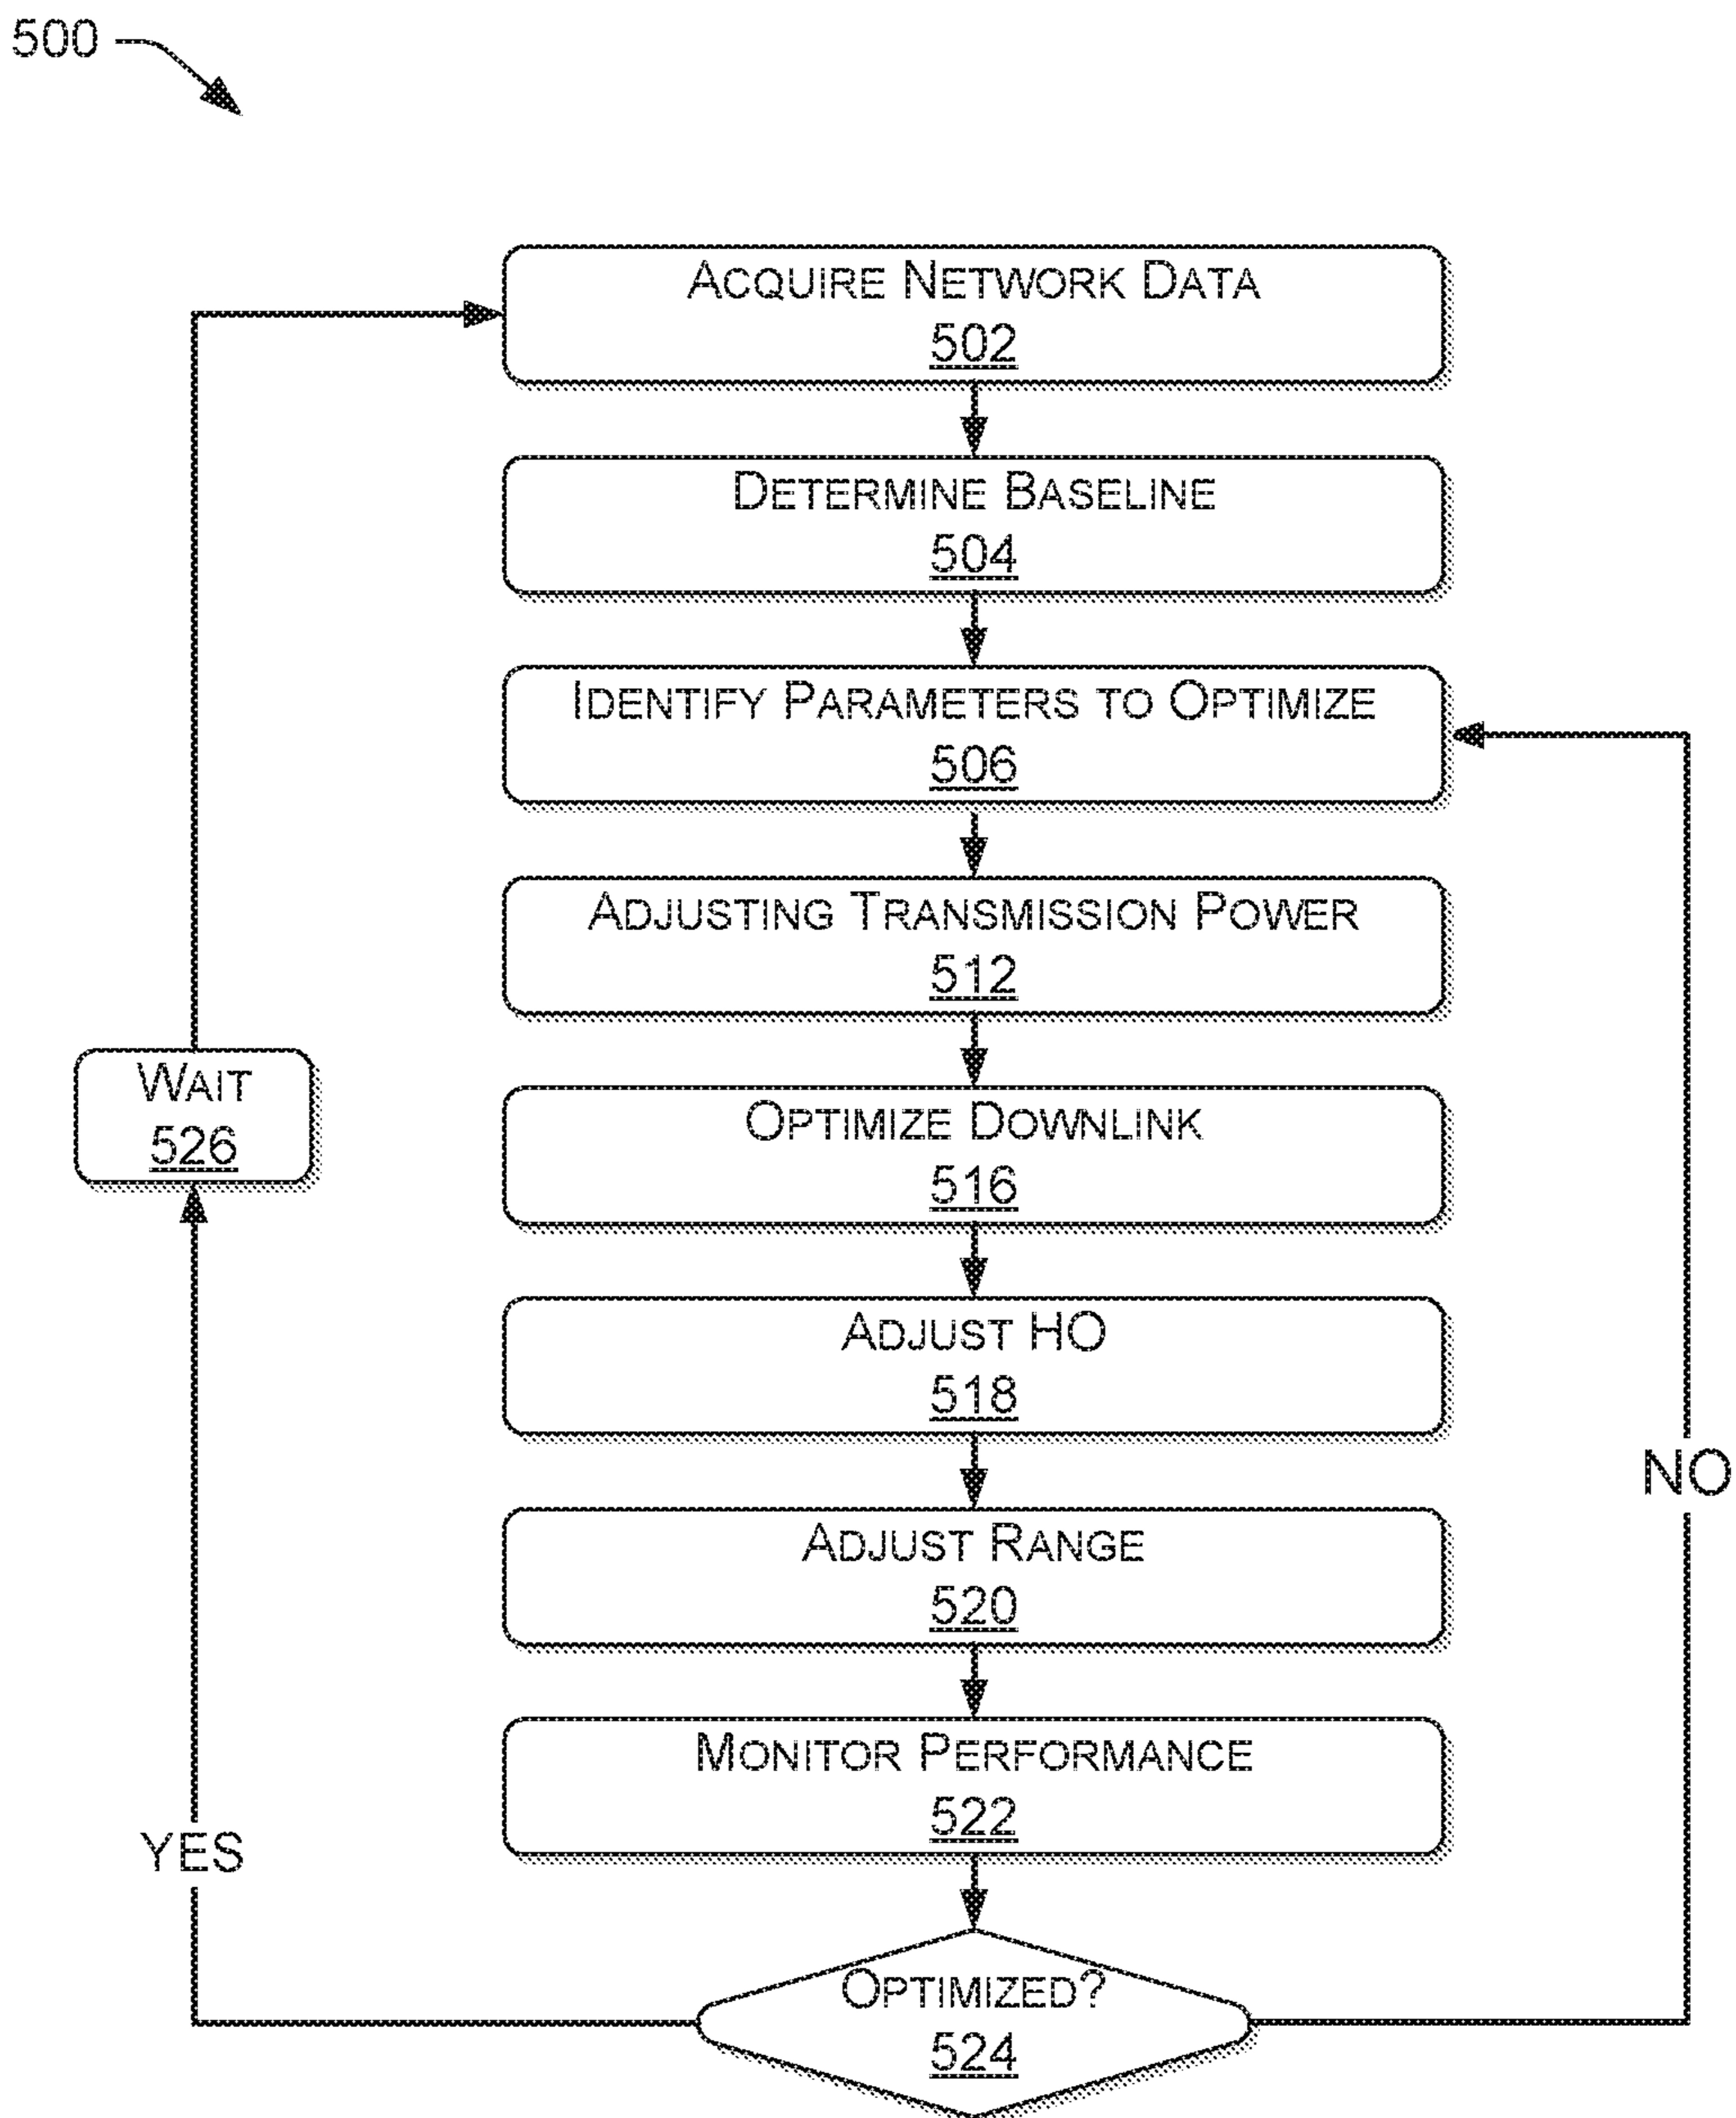 500
ACQUIRE NETWORK DATA
502
DETERMINE BASELINE
504
IDENTIFY PARAMETERS TO OPTIMIZE
506
ADJUSTING TRANSMISSION POWER
512
WAIT
526
OPTIMIZE DOWNLINK
516
ADJUST HO
518
NO
ADJUST RANGE
520
MONITOR PERFORMANCE
522
YES
OPTIMIZED?
524